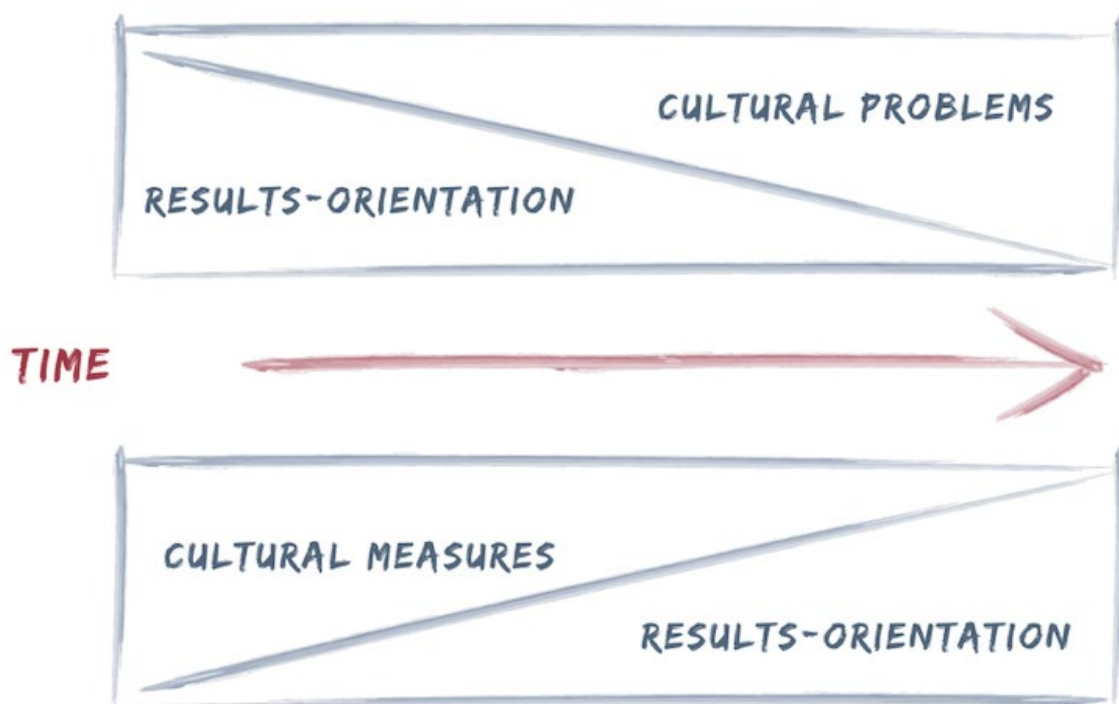 CULTURAL PROBLEMS
RESULTS-ORIENTATION
TIME
CULTURAL MEASURES
RESULTS-ORIENTATION